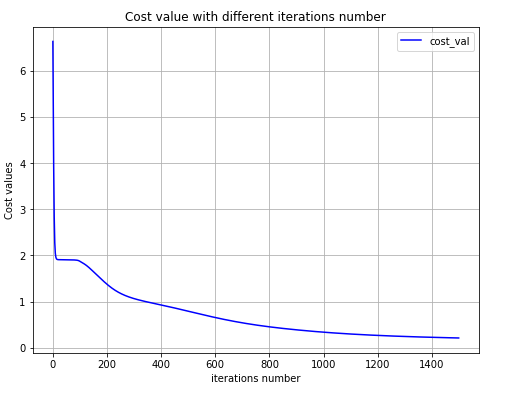 Cost value with different iterations number
cost_val
Cost values
6
5
4
3
2
1
0
0 200 400 600 800 1000 1200 1400
iterations number